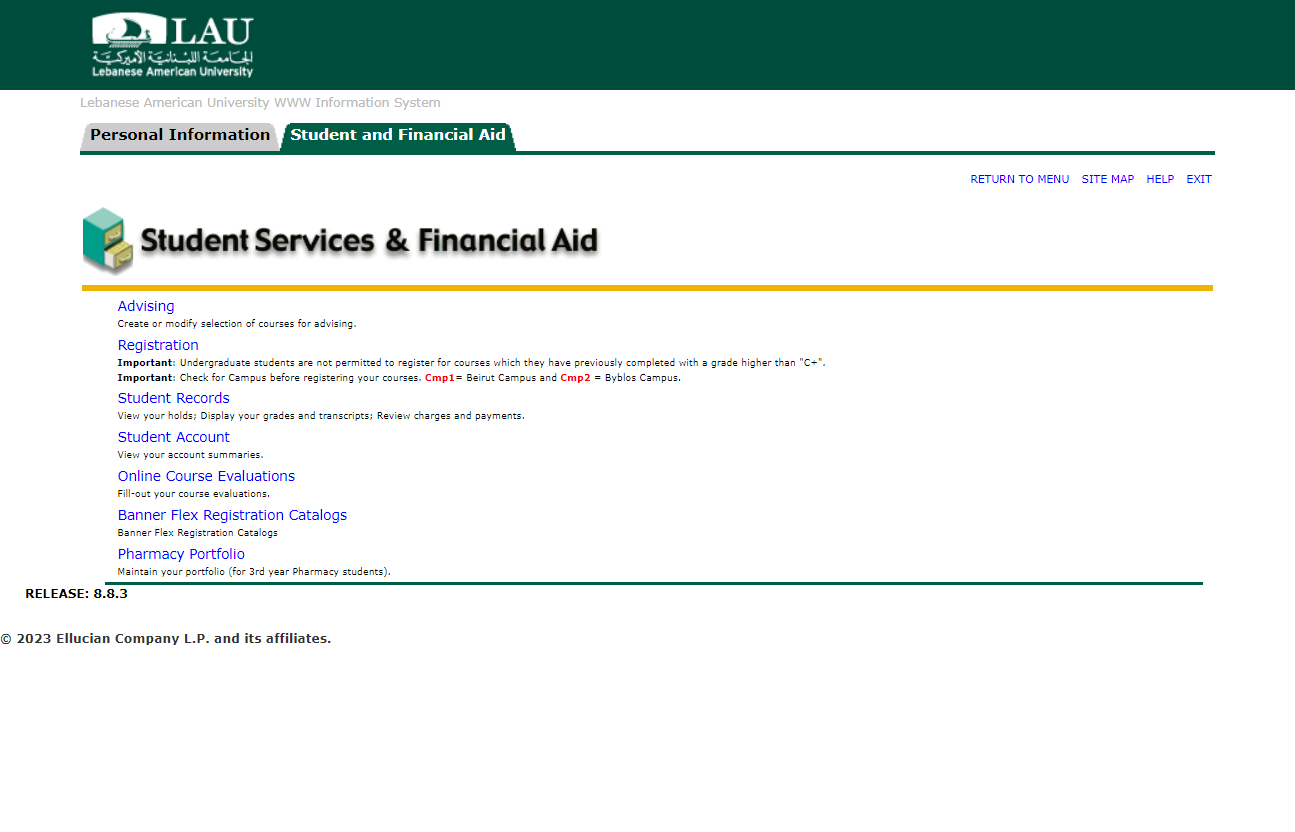 LAU
الجامعة اللبنانية الأميركية
Lebanese American University
Lebanese American University WWW Information System
Personal Information
Student and Financial Aid
RETURN TO MENU SITE MAP HELP EXIT
Student Services & Financial Aid
Advising
Create or modify selection of courses for advising.
Registration
Important: Undergraduate students are not permitted to register for courses which they have previously completed with a grade higher than "C+".
Important: Check for Campus before registering your courses. Cmp1= Beirut Campus and Cmp2 = Byblos Campus.
Student Records
View your holds; Display your grades and transcripts; Review charges and payments.
Student Account
View your account summaries.
Online Course Evaluations
Fill-out your course evaluations.
Banner Flex Registration Catalogs
Banner Flex Registration Catalogs
Pharmacy Portfolio
Maintain your portfolio (for 3rd year Pharmacy students).
RELEASE: 8.8.3
© 2023 Ellucian Company L.P. and its affiliates.